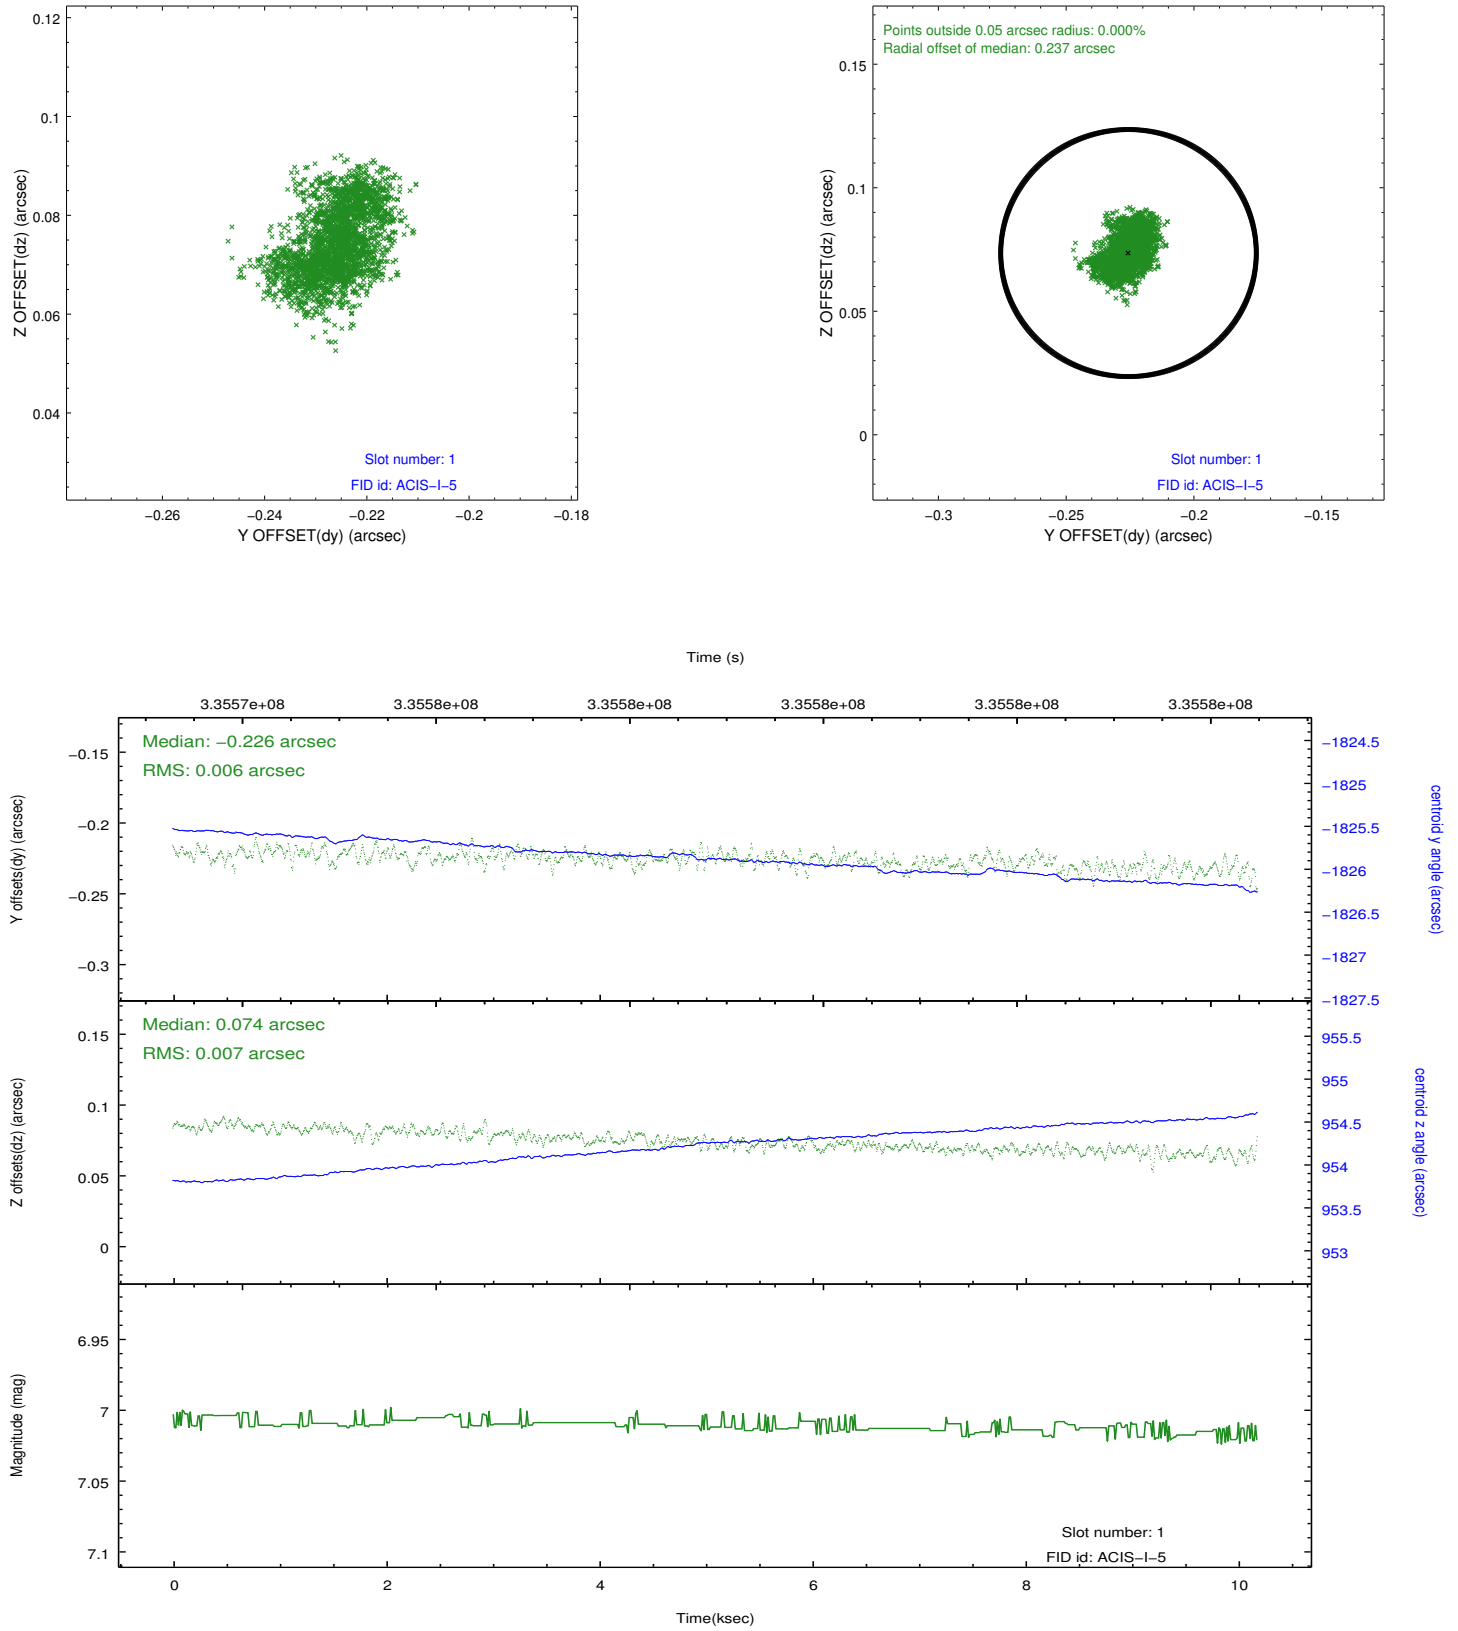 0.12
0.1
0.08
0.06
0.04
Z OFFSET(dz) (arcsec)
Slot number: 1
FID id: ACIS−I−5
−0.26
−0.24
−0.22
−0.2
−0.18
Y OFFSET(dy) (arcsec)
Points outside 0.05 arcsec radius: 0.000%
Radial offset of median: 0.237 arcsec
0.15
0.1
0.05
0
Z OFFSET(dz) (arcsec)
Slot number: 1
FID id: ACIS−I−5
−0.3
−0.25
−0.2
−0.15
Y OFFSET(dy) (arcsec)
Time (s)
3.3557e+08
3.3558e+08
3.3558e+08
3.3558e+08
3.3558e+08
3.3558e+08
Median: −0.226 arcsec
RMS: 0.006 arcsec
−0.15
−0.2
−0.25
−0.3
Y offsets(dy) (arcsec)
−1824.5
−1825
−1825.5
−1826
−1826.5
−1827
−1827.5
centroid y angle (arcsec)
Median: 0.074 arcsec
RMS: 0.007 arcsec
0.15
0.1
0.05
0
Z offsets(dz) (arcsec)
955.5
955
954.5
954
953.5
953
centroid z angle (arcsec)
6.95
7
7.05
7.1
Magnitude (mag)
Slot number: 1
FID id: ACIS−I−5
0
2
4
6
8
10
Time(ksec)